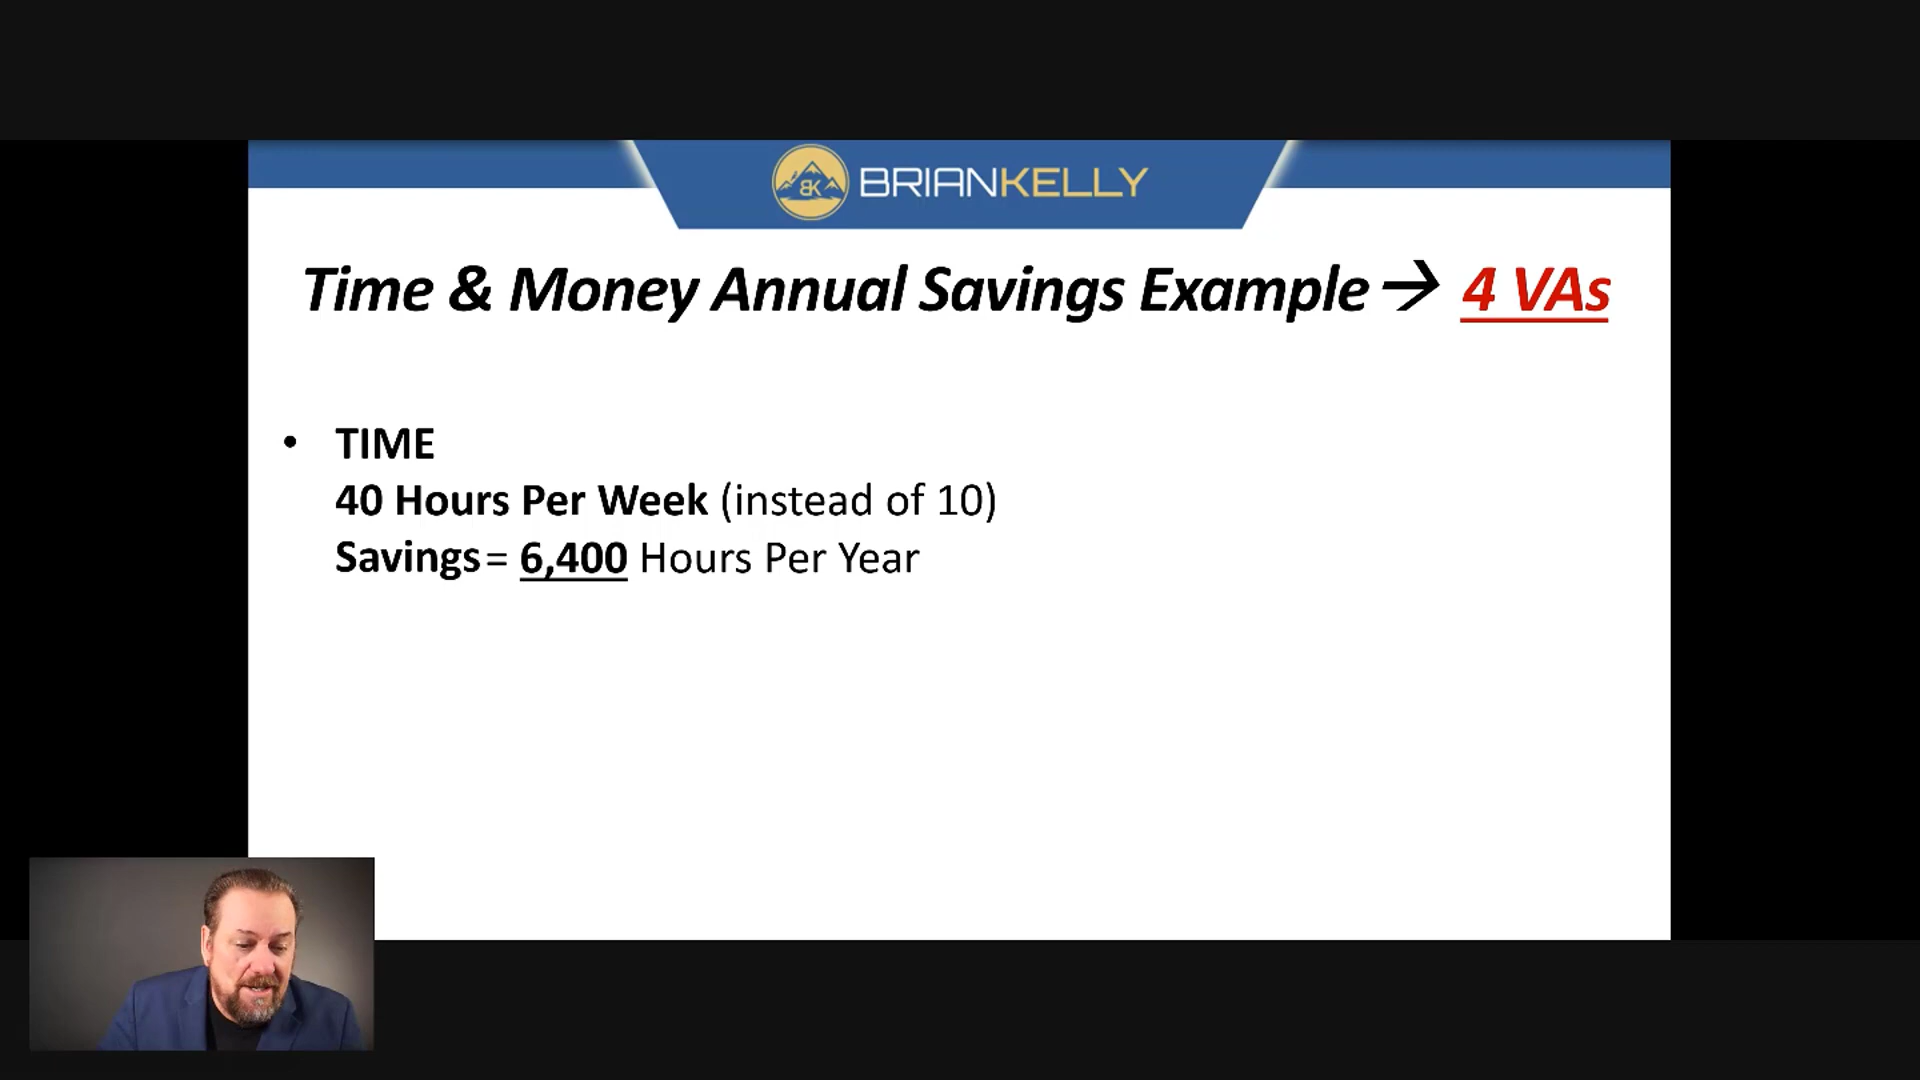 BK BRIANKELLY
Time & Money Annual Savings Example → 4 VAs
• TIME
40 Hours Per Week (instead of 10)
Savings = 6,400 Hours Per Year